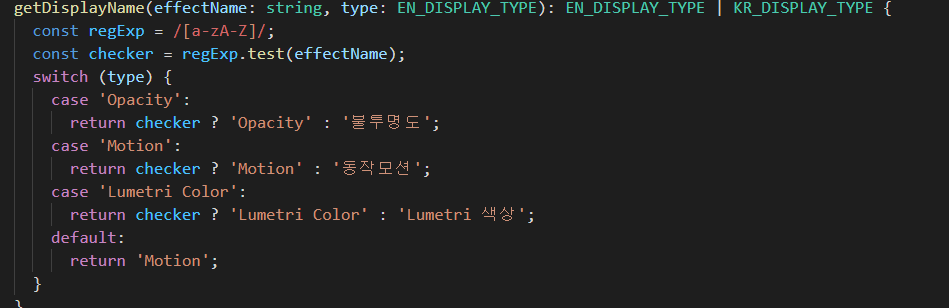 getDisplayName(effectName: string, type: EN_DISPLAY_TYPE): EN_DISPLAY_TYPE | KR_DISPLAY_TYPE {
const regExp = /[a-zA-Z]/;
const checker = regExp.test(effectName);
switch (type) {
case 'Opacity':
return checker ? 'Opacity' : '불투명도';
case 'Motion':
return checker ? 'Motion' : '동작모션';
case 'Lumetri Color':
return checker ? 'Lumetri Color' : 'Lumetri 색상';
default:
return 'Motion';
}
}